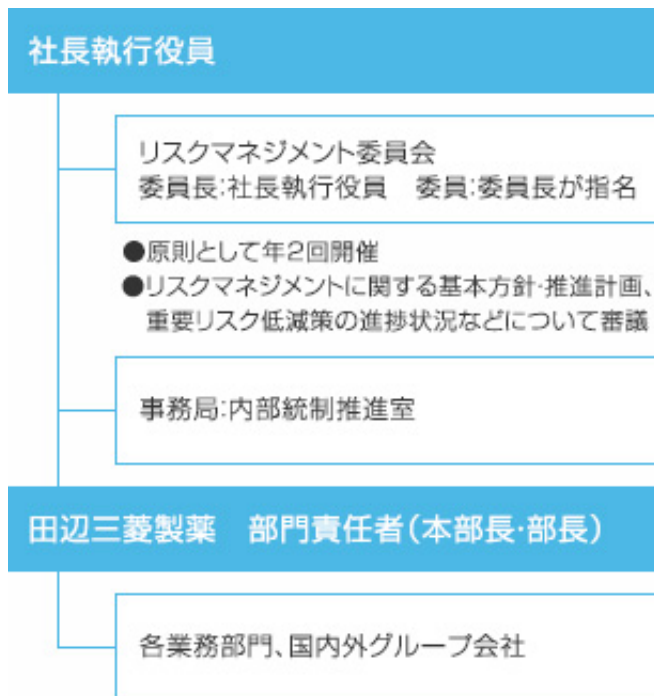 社長執行役員
リスクマネジメント委員会
委員長:社長執行役員　委員:委員長が指名
●原則として年2回開催
●リスクマネジメントに関する基本方針・推進計画、
重要リスク低減策の進捗状況などについて審議
事務局:内部統制推進室
田辺三菱製薬　部門責任者(本部長・部長)
各業務部門、国内外グループ会社